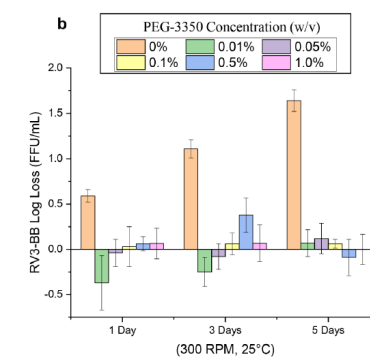 b
PEG-3350 Concentration (w/v)
0% 0.01% 0.05%
0.1% 0.5% 1.0%
RV3-BB Log Loss (FFU/mL)
2.0
1.5
1.0
0.5
0.0
-0.5
1 Day 3 Days 5 Days
(300 RPM, 25°C)